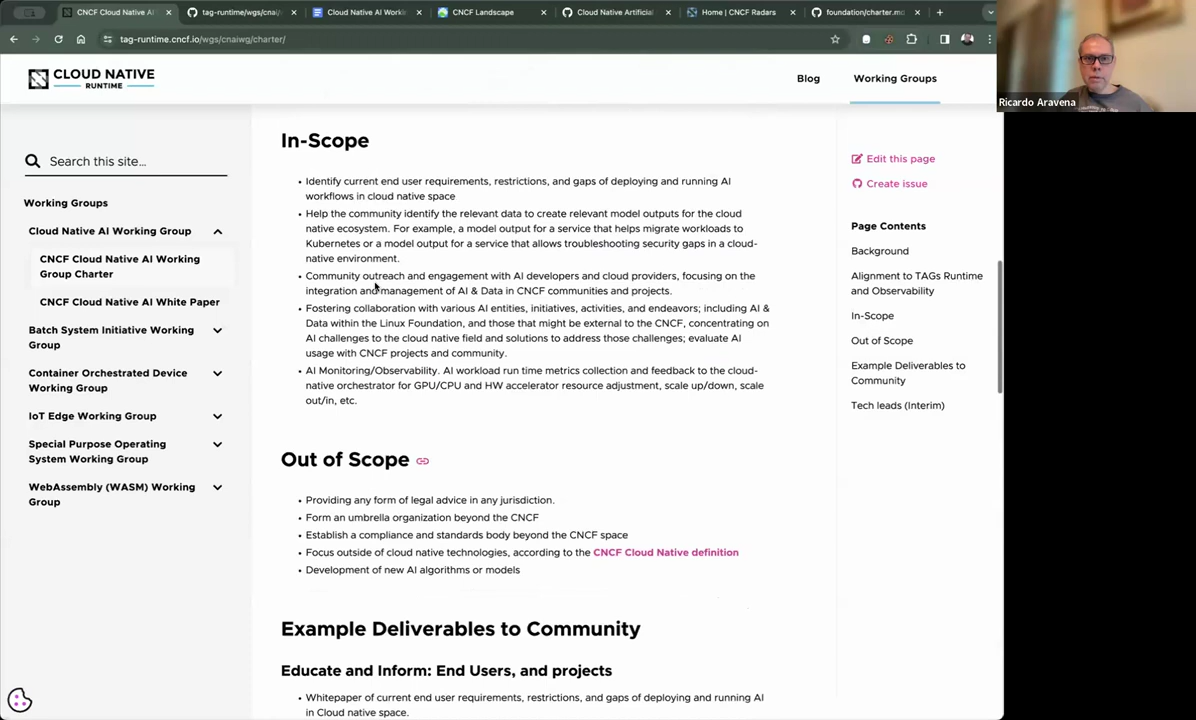 CNCF Cloud Native AI
tag-runtime/wgs/cnai/
Cloud Native AI Workin
CNCF Landscape
Cloud Native Artificial
Home | CNCF Radars
foundation/charter.md
tag-runtime.cncf.io/wgs/cnaiwg/charter/
CLOUD NATIVE
RUNTIME
Blog
Working Groups
Ricardo Aravena
Search this site...
Working Groups
Cloud Native AI Working Group
CNCF Cloud Native AI Working
Group Charter
CNCF Cloud Native AI White Paper
Batch System Initiative Working
Group
Container Orchestrated Device
Working Group
IoT Edge Working Group
Special Purpose Operating
System Working Group
WebAssembly (WASM) Working
Group
In-Scope
• Identify current end user requirements, restrictions, and gaps of deploying and running AI
workflows in cloud native space
• Help the community identify the relevant data to create relevant model outputs for the cloud
native ecosystem. For example, a model output for a service that helps migrate workloads to
Kubernetes or a model output for a service that allows troubleshooting security gaps in a cloud-
native environment.
• Community outreach and engagement with AI developers and cloud providers, focusing on the
integration and management of AI & Data in CNCF communities and projects.
• Fostering collaboration with various AI entities, initiatives, activities, and endeavors; including AI &
Data within the Linux Foundation, and those that might be external to the CNCF, concentrating on
AI challenges to the cloud native field and solutions to address those challenges; evaluate AI
usage with CNCF projects and community.
• AI Monitoring/Observability. AI workload run time metrics collection and feedback to the cloud-
native orchestrator for GPU/CPU and HW accelerator resource adjustment, scale up/down, scale
out/in, etc.
Out of Scope
• Providing any form of legal advice in any jurisdiction.
• Form an umbrella organization beyond the CNCF
• Establish a compliance and standards body beyond the CNCF space
• Focus outside of cloud native technologies, according to the CNCF Cloud Native definition
• Development of new AI algorithms or models
Example Deliverables to Community
Educate and Inform: End Users, and projects
• Whitepaper of current end user requirements, restrictions, and gaps of deploying and running AI
in Cloud native space.
Edit this page
Create issue
Page Contents
Background
Alignment to TAGs Runtime
and Observability
In-Scope
Out of Scope
Example Deliverables to
Community
Tech leads (Interim)